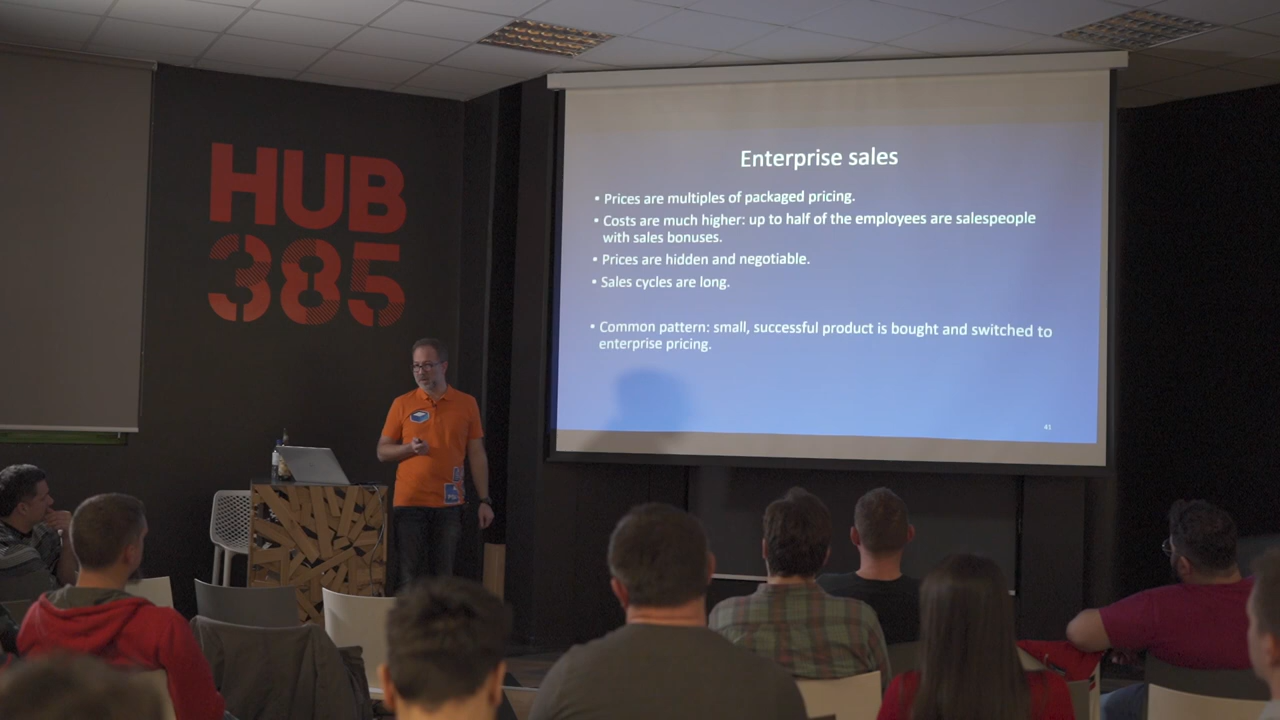 HUB
385
Enterprise sales
• Prices are multiples of packaged pricing.
• Costs are much higher: up to half of the employees are salespeople
with sales bonuses.
• Prices are hidden and negotiable.
• Sales cycles are long.
• Common pattern: small, successful product is bought and switched to
enterprise pricing.
41